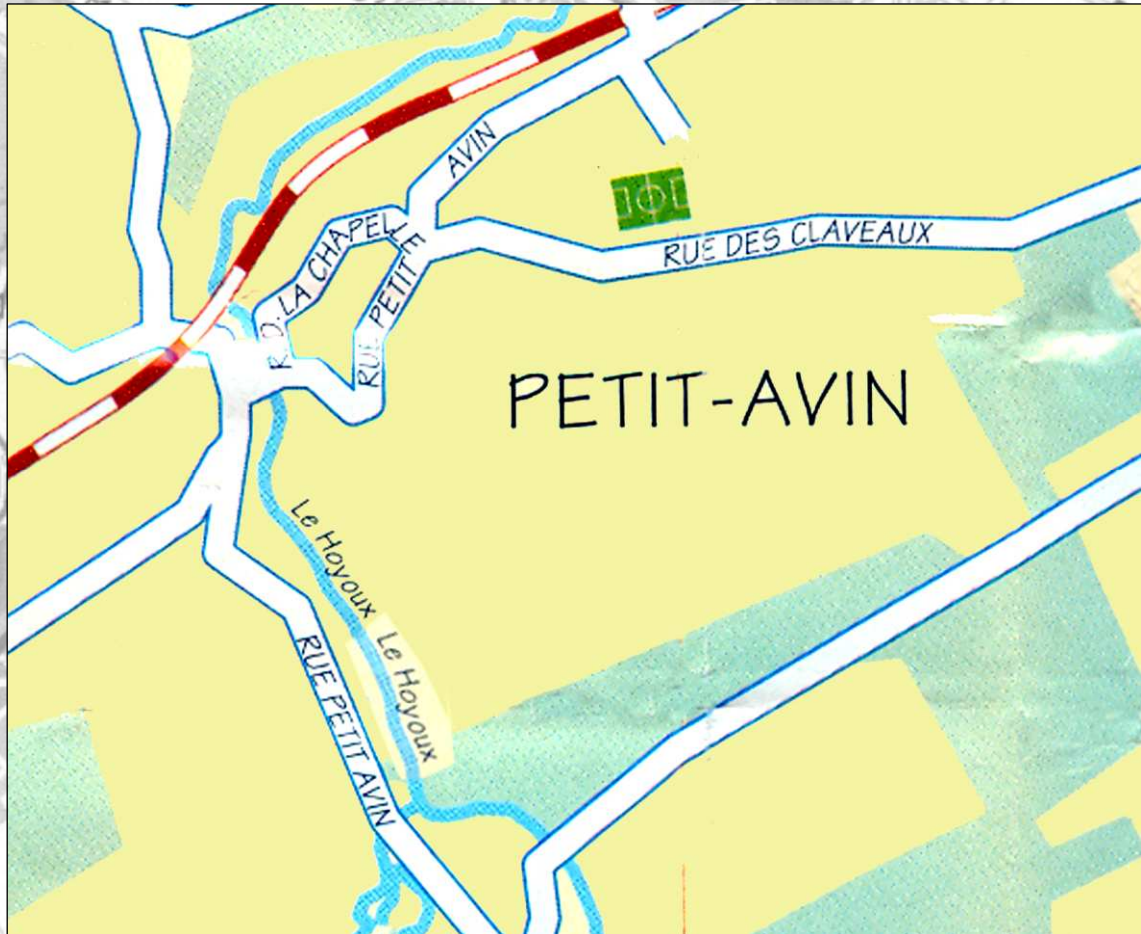 AVIN
R. D. LA CHAPELLE
RUE PETIT
RUE DES CLAVEAUX
PETIT-AVIN
Le Hoyoux
Le Hoyoux
RUE PETIT AVIN